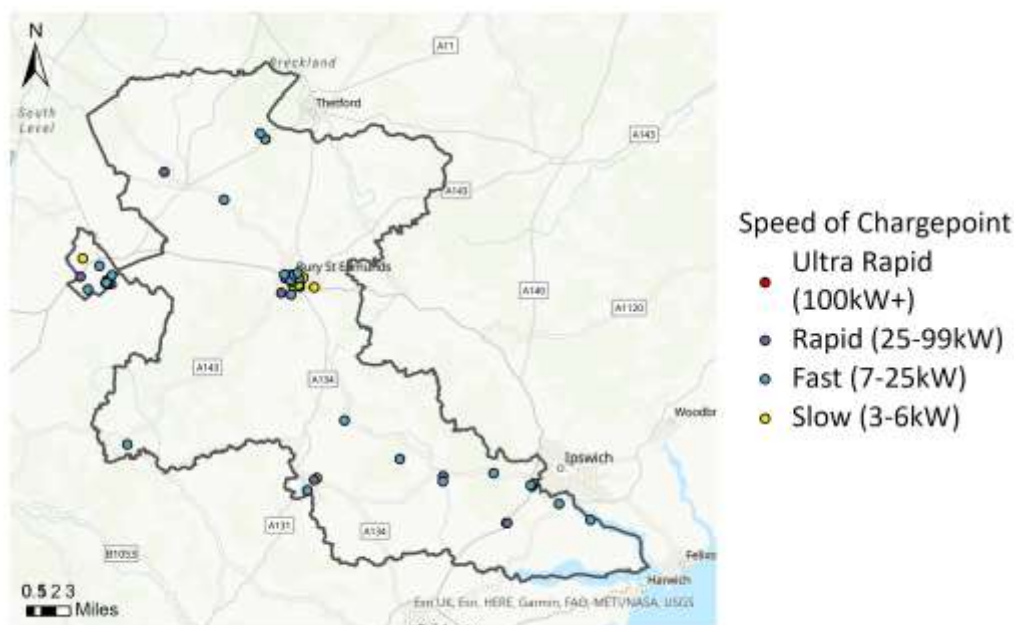 N
Breckland
A11
Thetford
South
Level
A143
A143
Bury St Edmunds
A140
A1120
A143
A134
Woodbr
Ipswich
A131
A134
B1053
Felixs
Harwich
0.5 2 3
Miles
Esri UK, Esri, HERE, Garmin, FAO, METI/NASA, USGS
Speed of Chargepoint
Ultra Rapid
(100kW+)
Rapid (25-99kW)
Fast (7-25kW)
Slow (3-6kW)